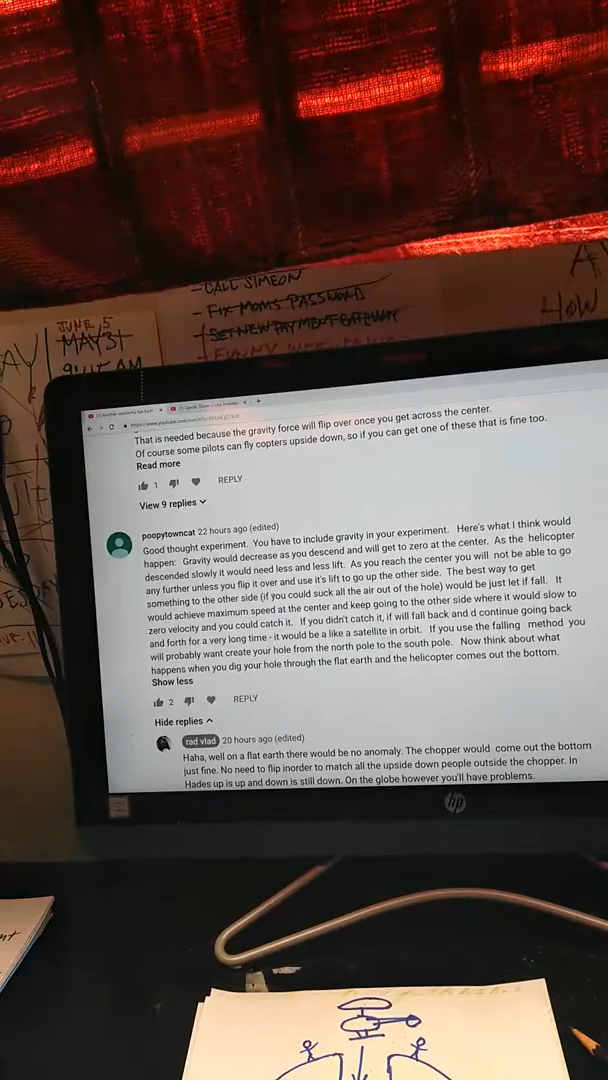 - CALL SIMEON
- FIX MOMS PASSWORD
- SET NEW PAYMENT GATEWAY
A
HOW
JUNE 5
MAY 31
AM
That is needed because the gravity force will flip over once you get across the center.
Of course some pilots can fly copters upside down, so if you can get one of these that is fine too.
Read more
1 REPLY
View 9 replies
poopytowncat 22 hours ago (edited)
Good thought experiment. You have to include gravity in your experiment. Here's what I think would
happen: Gravity would decrease as you descend and will get to zero at the center. As the helicopter
descended slowly it would need less and less lift. As you reach the center you will not be able to go
any further unless you flip it over and use it's lift to go up the other side. The best way to get
something to the other side (if you could suck all the air out of the hole) would be just let if fall. It
would achieve maximum speed at the center and keep going to the other side where it would slow to
zero velocity and you could catch it. If you didn't catch it, if will fall back and d continue going back
and forth for a very long time - it would be a like a satellite in orbit. If you use the falling method you
will probably want create your hole from the north pole to the south pole. Now think about what
happens when you dig your hole through the flat earth and the helicopter comes out the bottom.
Show less
2 REPLY
Hide replies
rad vlad 20 hours ago (edited)
Haha, well on a flat earth there would be no anomaly. The chopper would come out the bottom
just fine. No need to flip inorder to match all the upside down people outside the chopper. In
Hades up is up and down is still down. On the globe however you'll have problems.
hp